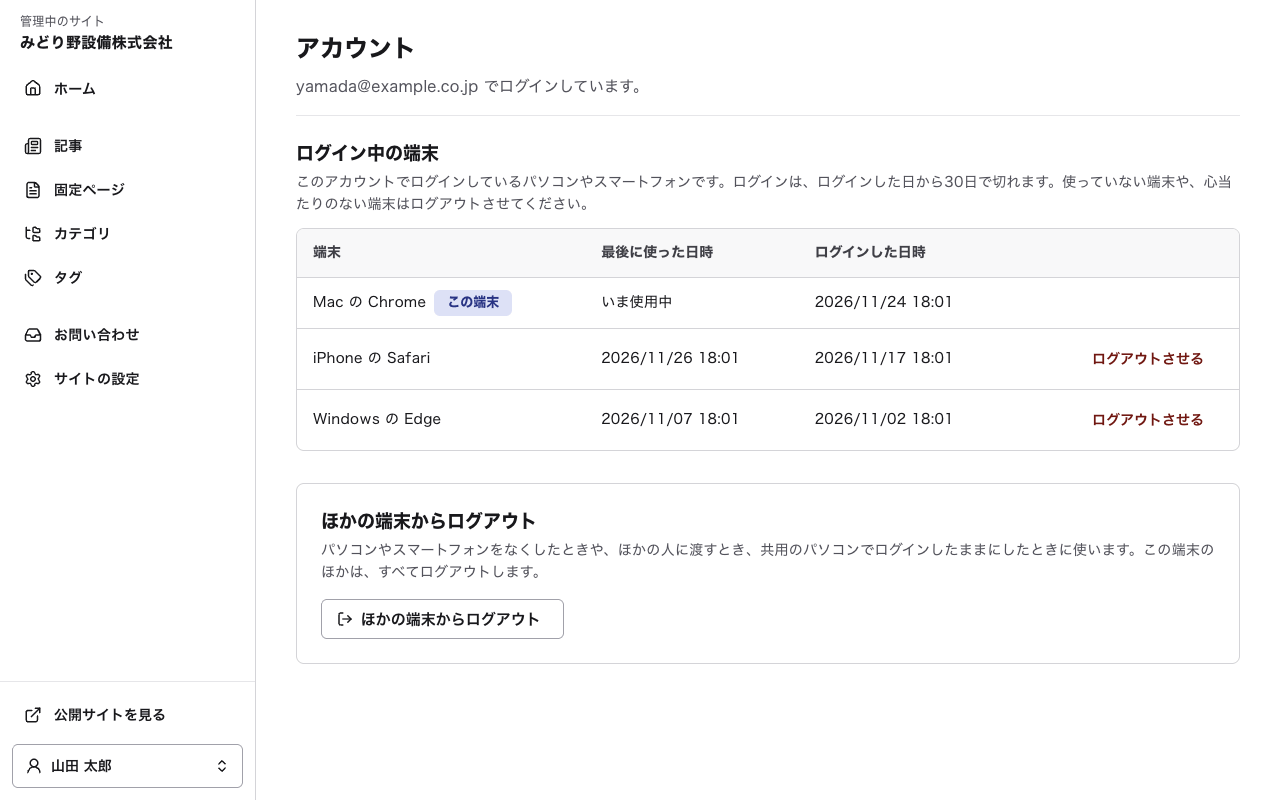 管理中のサイト
みどり野設備株式会社
ホーム
記事
固定ページ
カテゴリ
タグ
お問い合わせ
サイトの設定
公開サイトを見る
山田 太郎
アカウント
yamada@example.co.jp でログインしています。
ログイン中の端末
このアカウントでログインしているパソコンやスマートフォンです。ログインは、ログインした日から30日で切れます。使っていない端末や、心当
たりのない端末はログアウトさせてください。
端末 最後に使った日時 ログインした日時
Mac の Chrome この端末 いま使用中 2026/11/24 18:01
iPhone の Safari 2026/11/26 18:01 2026/11/17 18:01 ログアウトさせる
Windows の Edge 2026/11/07 18:01 2026/11/02 18:01 ログアウトさせる
ほかの端末からログアウト
パソコンやスマートフォンをなくしたときや、ほかの人に渡すとき、共用のパソコンでログインしたままにしたときに使います。この端末の
ほかは、すべてログアウトします。
ほかの端末からログアウト